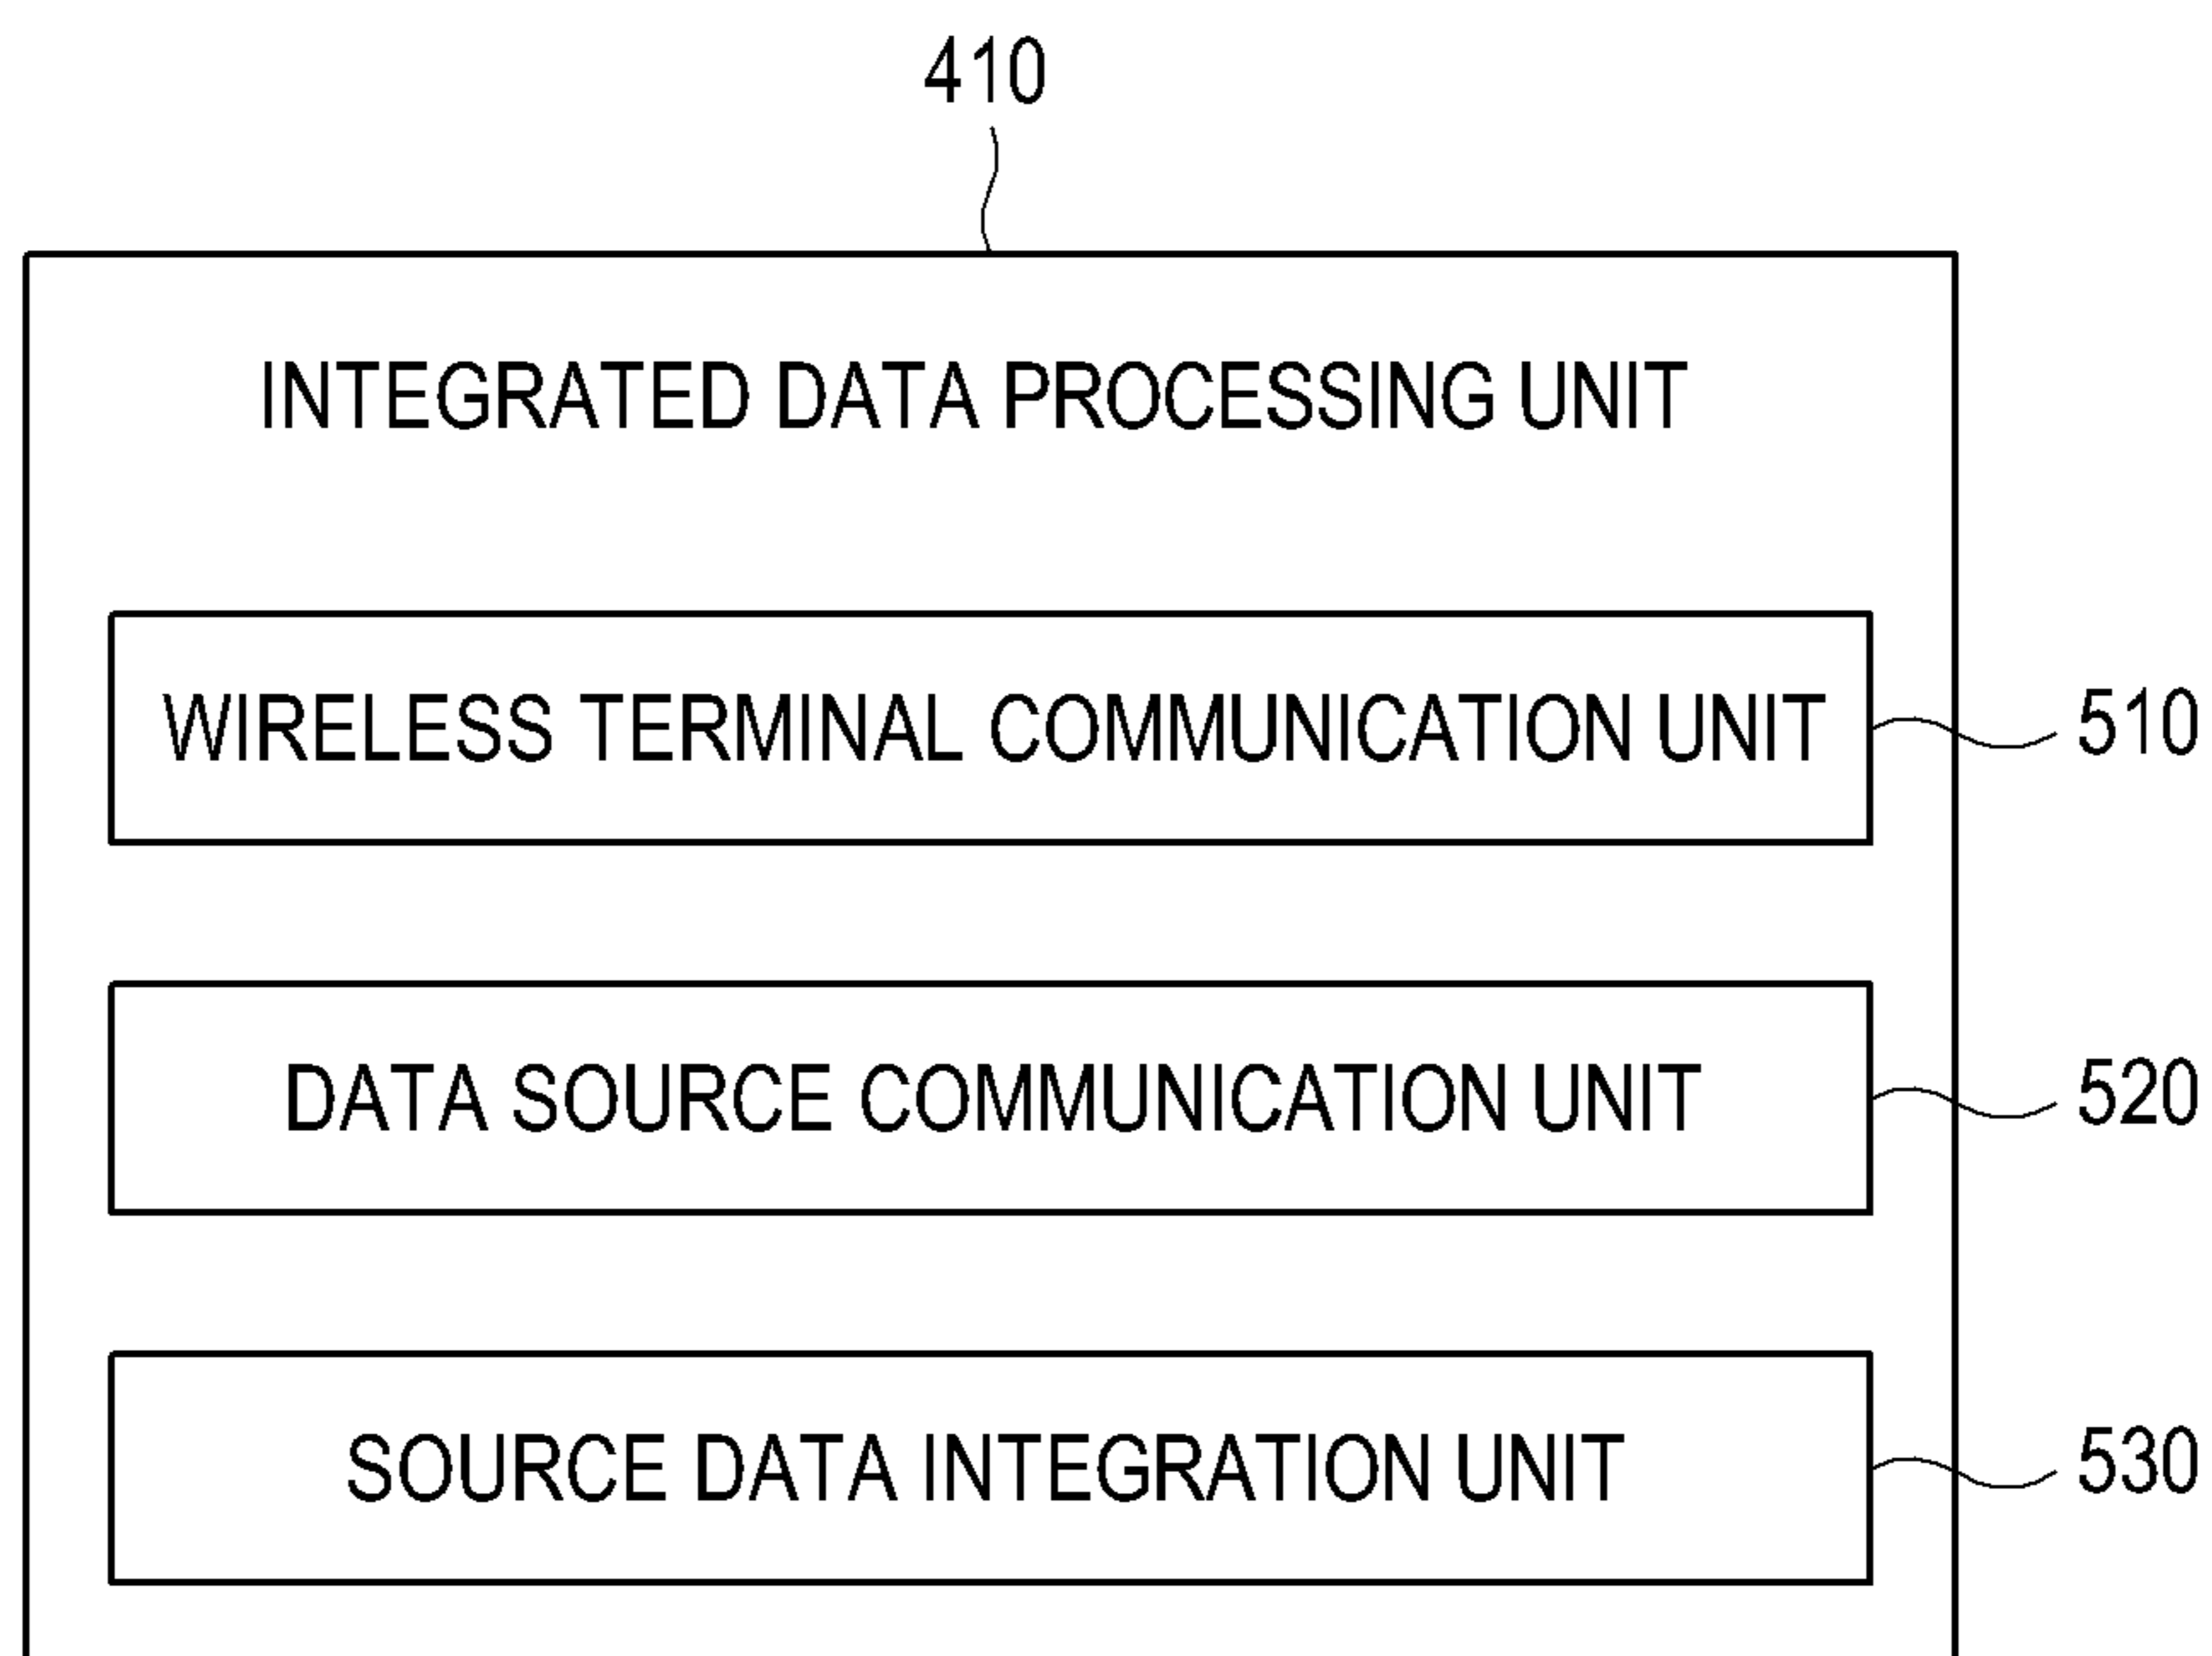 410
INTEGRATED DATA PROCESSING UNIT
WIRELESS TERMINAL COMMUNICATION UNIT
510
DATA SOURCE COMMUNICATION UNIT
520
SOURCE DATA INTEGRATION UNIT
530